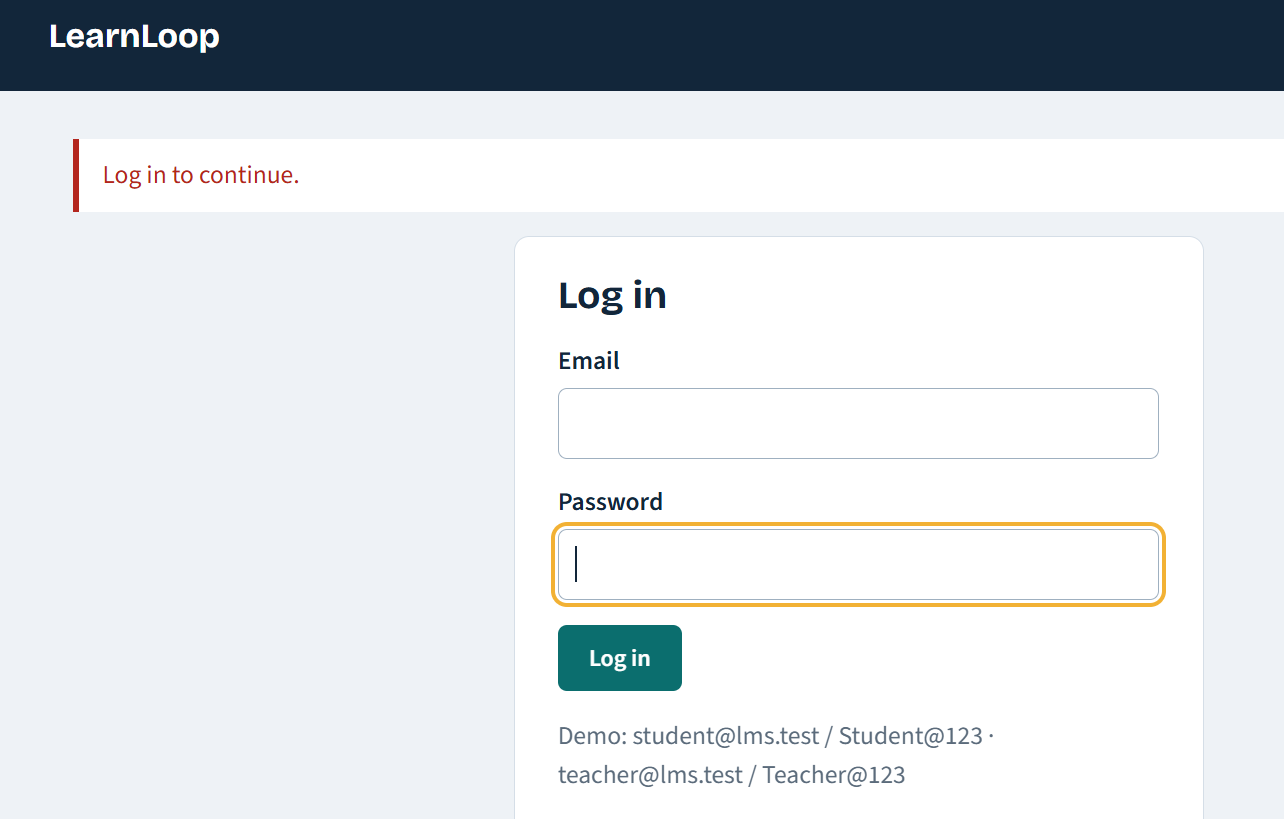 LearnLoop
Log in to continue.
Log in
Email
Password
Log in
Demo: student@lms.test / Student@123 ·
teacher@lms.test / Teacher@123